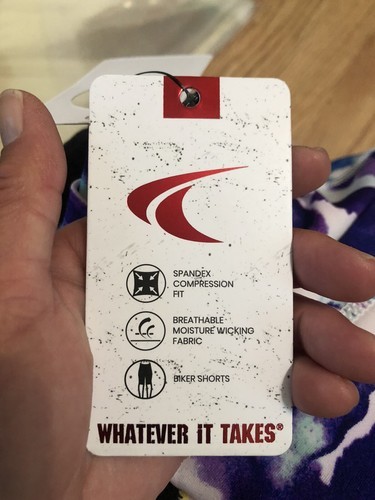 SPANDEX
COMPRESSION
FIT
BREATHABLE
MOISTURE WICKING
FABRIC
BIKER SHORTS
WHATEVER IT TAKES®